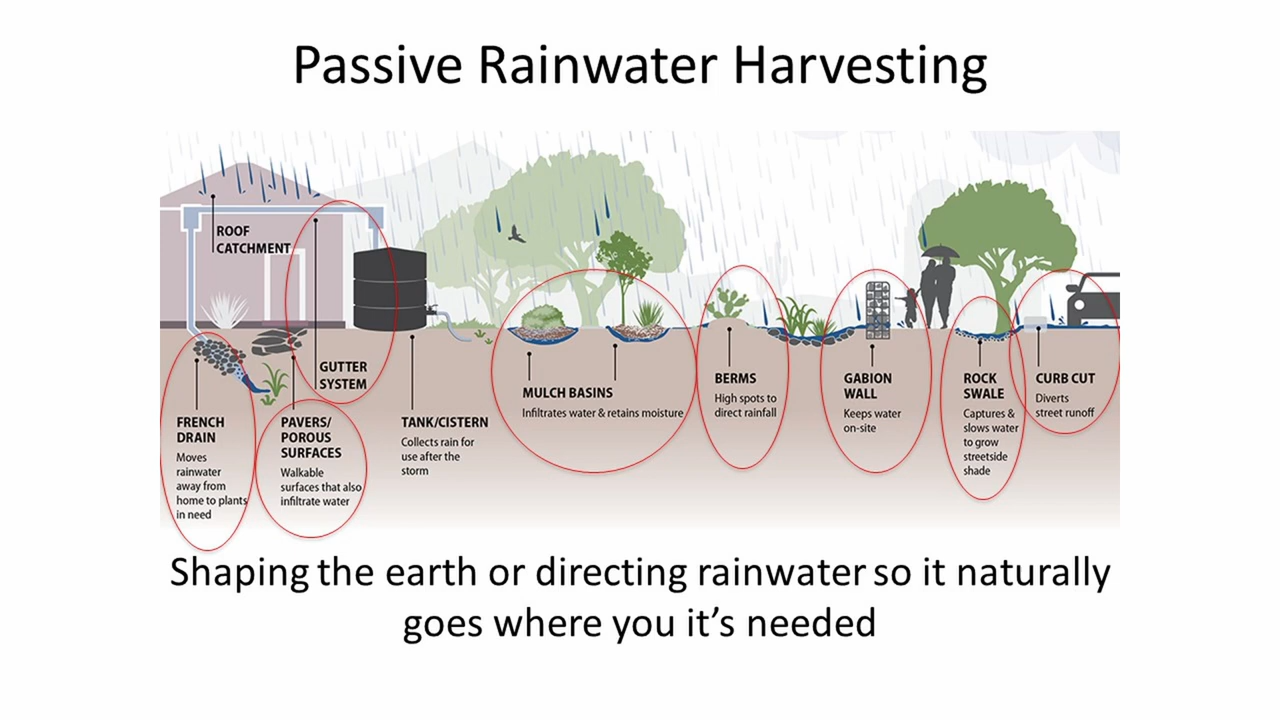 Passive Rainwater Harvesting
ROOF
CATCHMENT
GUTTER
SYSTEM
FRENCH
DRAIN
Moves
rainwater
away from
home to plants
in need
PAVERS/
POROUS
SURFACES
Walkable
surfaces that also
infiltrate water
TANK/CISTERN
Collects rain for
use after the
storm
MULCH BASINS
Infiltrates water & retains moisture
BERMS
High spots to
direct rainfall
GABION
WALL
Keeps water
on-site
ROCK
SWALE
Captures &
slows water
to grow
streetside
shade
CURB CUT
Diverts
street runoff
Shaping the earth or directing rainwater so it naturally
goes where you it's needed